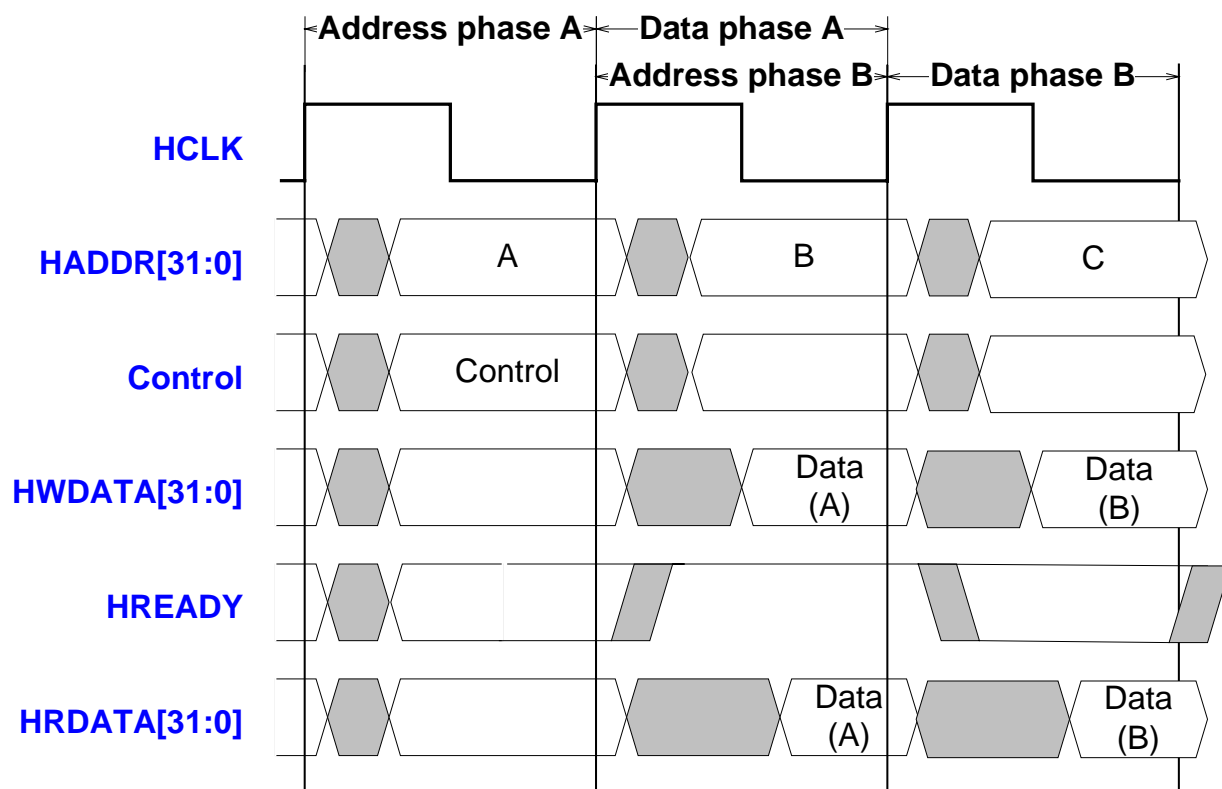 Address phase A
Data phase A
Address phase B
Data phase B
HCLK
HADDR[31:0]
A
B
C
Control
Control
HWDATA[31:0]
Data
(A)
Data
(B)
HREADY
HRDATA[31:0]
Data
(A)
Data
(B)